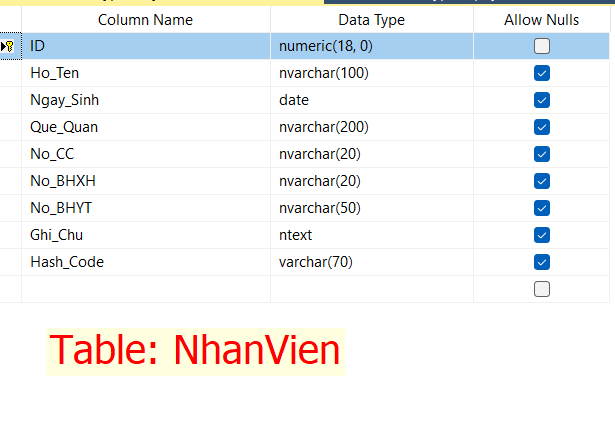 Column Name Data Type Allow Nulls
ID numeric(18, 0)
Ho_Ten nvarchar(100)
Ngay_Sinh date
Que_Quan nvarchar(200)
No_CC nvarchar(20)
No_BHXH nvarchar(20)
No_BHYT nvarchar(50)
Ghi_Chu ntext
Hash_Code varchar(70)
Table: NhanVien